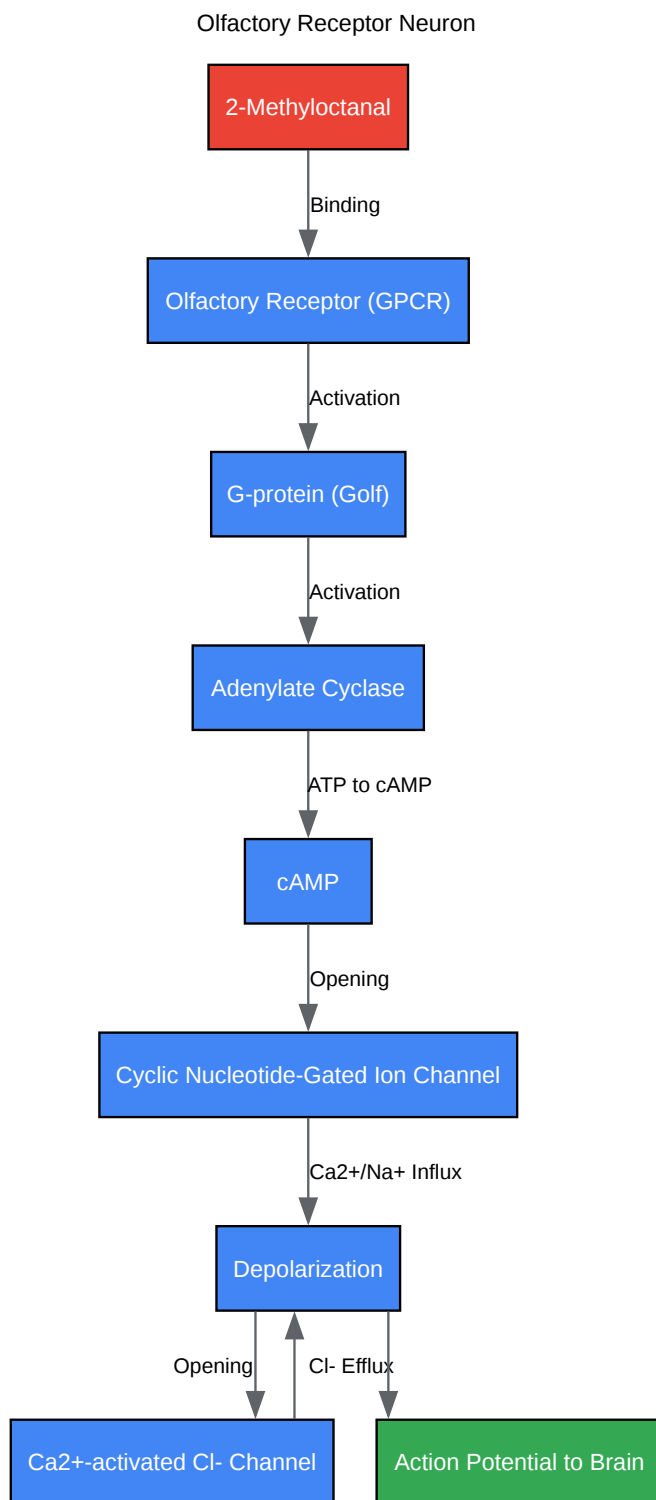 Olfactory Receptor Neuron
2-Methyloctanal
Binding
Olfactory Receptor (GPCR)
Activation
G-protein (Golf)
Activation
Adenylate Cyclase
ATP to cAMP
cAMP
Opening
Cyclic Nucleotide-Gated Ion Channel
Ca2+/Na+ Influx
Depolarization
Opening
Cl- Efflux
Ca2+-activated Cl- Channel
Action Potential to Brain